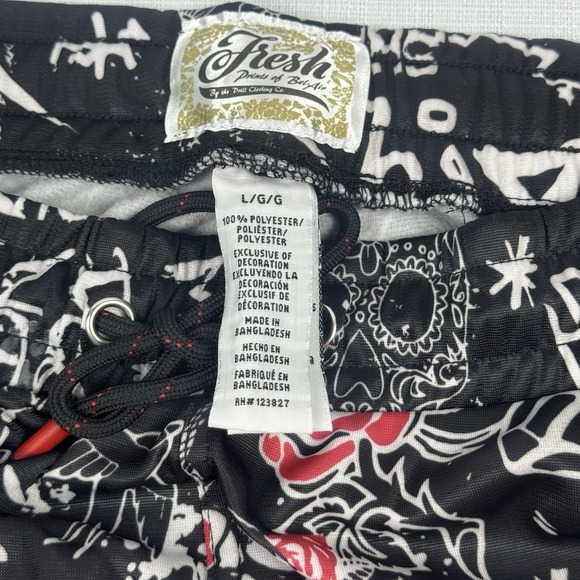 Fresh
Prints of Bel,Air
By the Drill Clothing Co.
L/G/G
100% POLYESTER/
POLIÉSTER/
POLYESTER
EXCLUSIVE OF
DECORATION
EXCLUYENDO LA
DECORACIÓN
EXCLUSIF DE
DÉCORATION
MADE IN
BANGLADESH
HECHO EN
BANGLADESH
FABRIQUÉ EN
BANGLADESH
RN# 123827
s
a